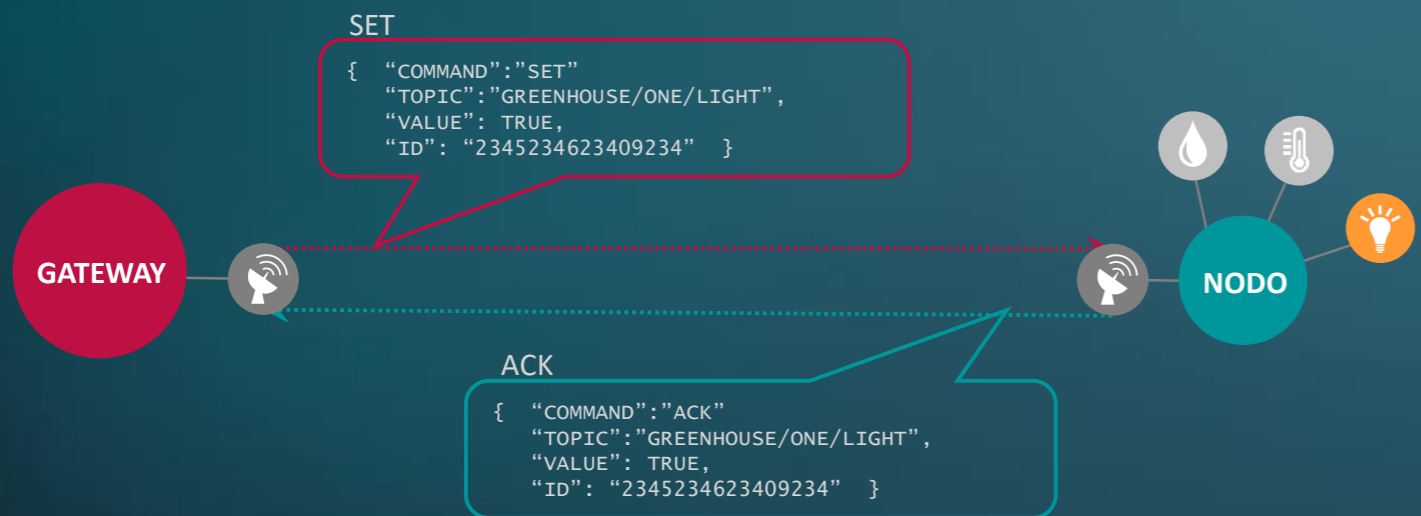 SET
{ “COMMAND”:”SET”
“TOPIC”:”GREENHOUSE/ONE/LIGHT”,
“VALUE”: TRUE,
“ID”: “2345234623409234” }
GATEWAY
NODO
ACK
{ “COMMAND”:”ACK”
“TOPIC”:”GREENHOUSE/ONE/LIGHT”,
“VALUE”: TRUE,
“ID”: “2345234623409234” }